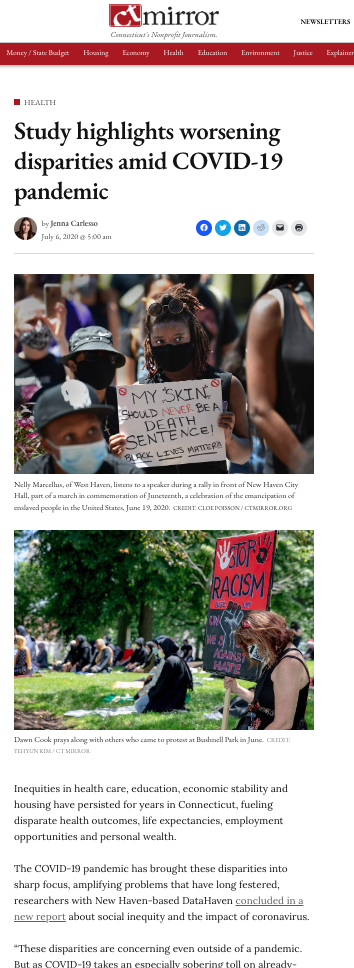 CT mirror
Connecticut's Nonprofit Journalism.
NEWSLETTERS
Money / State Budget Housing Economy Health Education Environment Justice Explainer
HEALTH
Study highlights worsening
disparities amid COVID-19
pandemic
by Jenna Carlesso
July 6, 2020 @ 5:00 am
MY SKIN
SHOULD NEVER BE A
DEATH
SENTENCE!
BLACK LIVES MATTER!!
Nelly Marcellus, of West Haven, listens to a speaker during a rally in front of New Haven City
Hall, part of a march in commemoration of Juneteenth, a celebration of the emancipation of
enslaved people in the United States, June 19, 2020. CREDIT: CLOE POISSON / CTMIRROR.ORG
STOP
RACISM
UNITED
AGAINST
HATE
Dawn Cook prays along with others who came to protest at Bushnell Park in June. CREDIT:
YEHYUN KIM / CT MIRROR
Inequities in health care, education, economic stability and
housing have persisted for years in Connecticut, fueling
disparate health outcomes, life expectancies, employment
opportunities and personal wealth.
The COVID-19 pandemic has brought these disparities into
sharp focus, amplifying problems that have long festered,
researchers with New Haven-based DataHaven concluded in a
new report about social inequity and the impact of coronavirus.
"These disparities are concerning even outside of a pandemic.
But as COVID-19 takes an especially sobering toll on already-